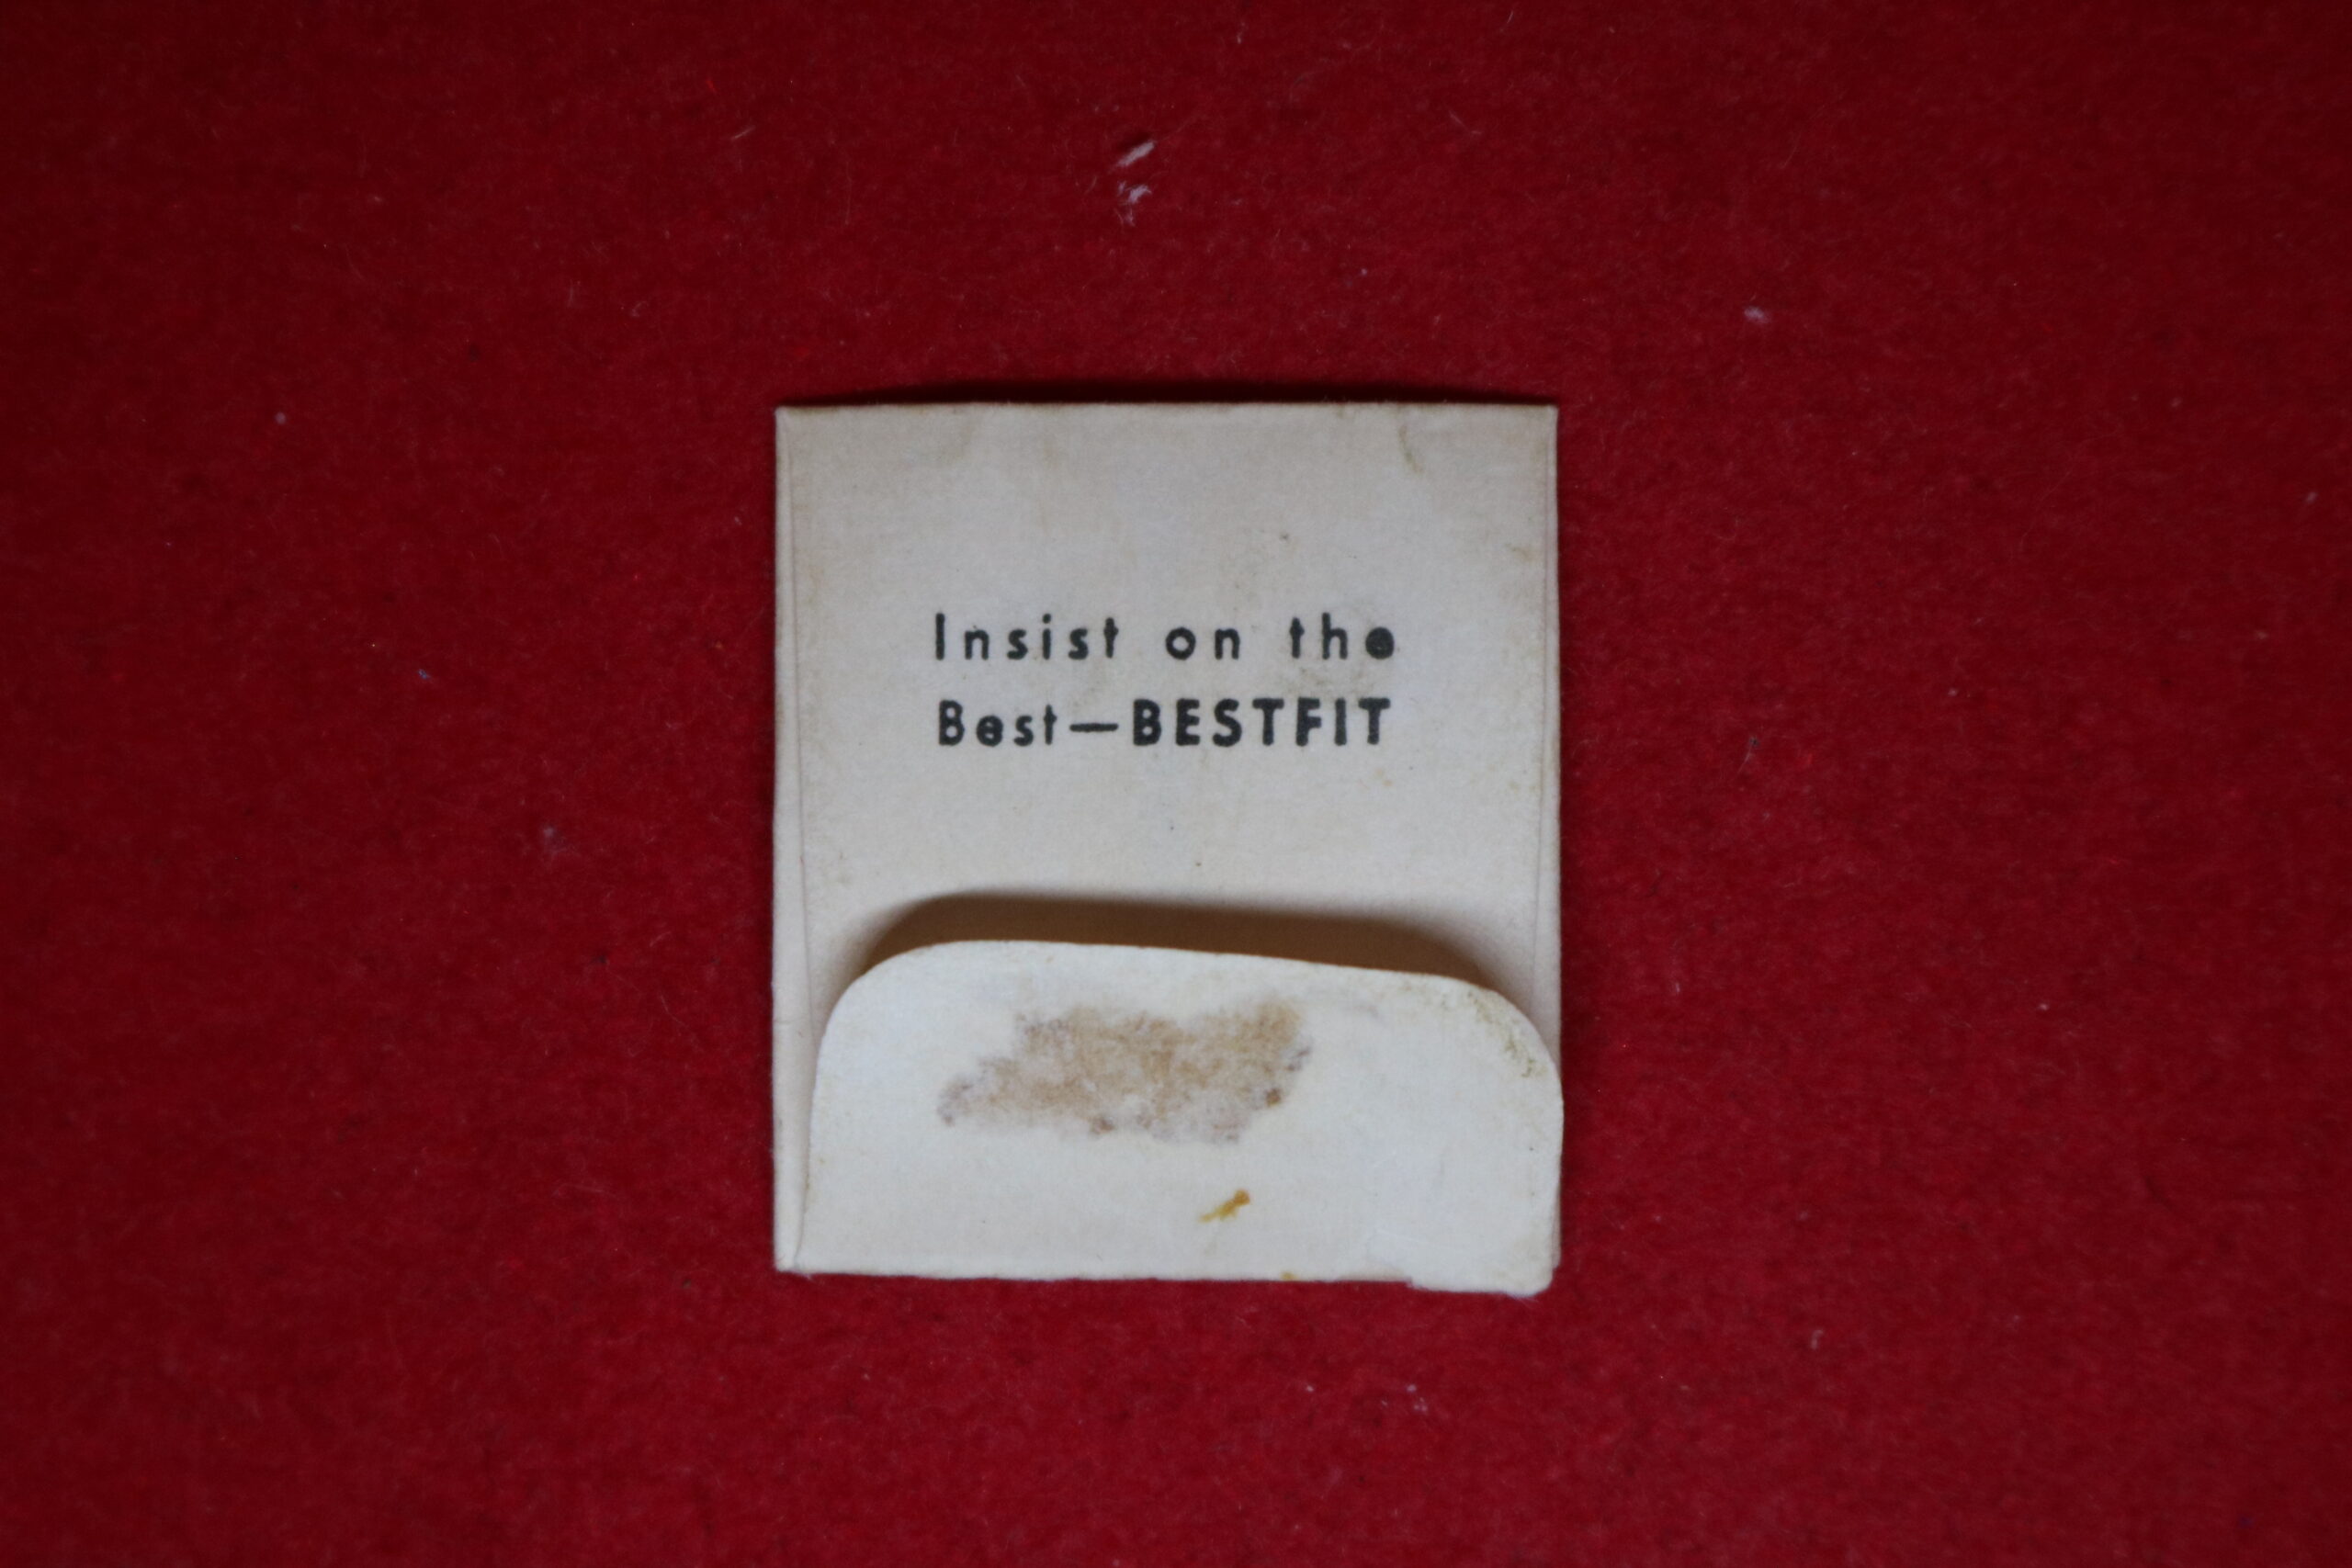 Insist on the
Best—BESTFIT